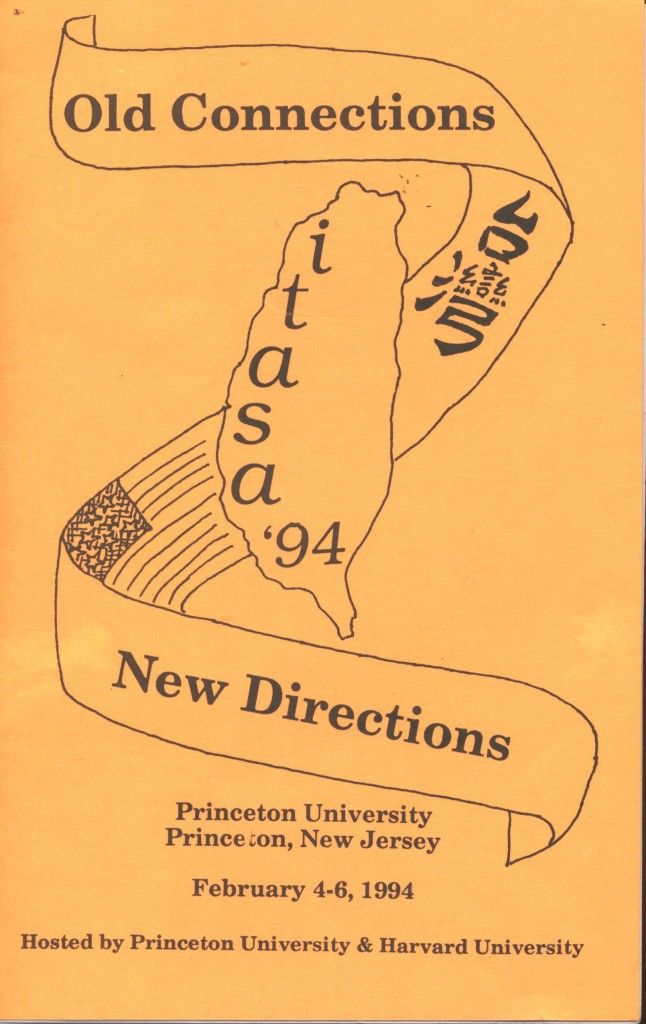 Old Connections
台灣
itasa
'94
New Directions
Princeton University
Princeton, New Jersey
February 4-6, 1994
Hosted by Princeton University & Harvard University